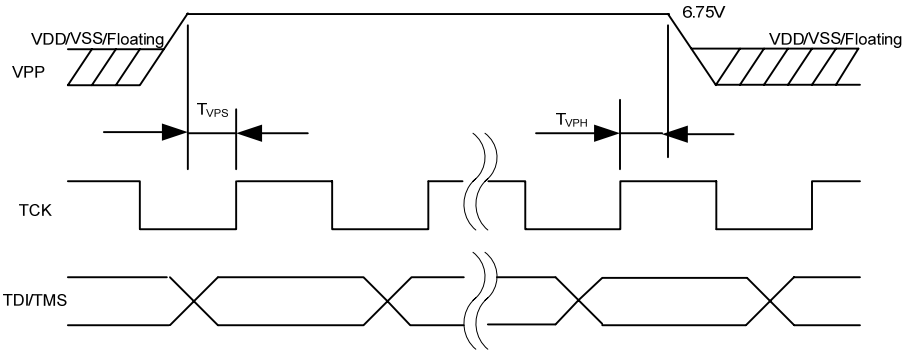 6.75V
VDD/VSS/Floating
VDD/VSS/Floating
VPP
TVPS
TVPH
TCK
TDI/TMS